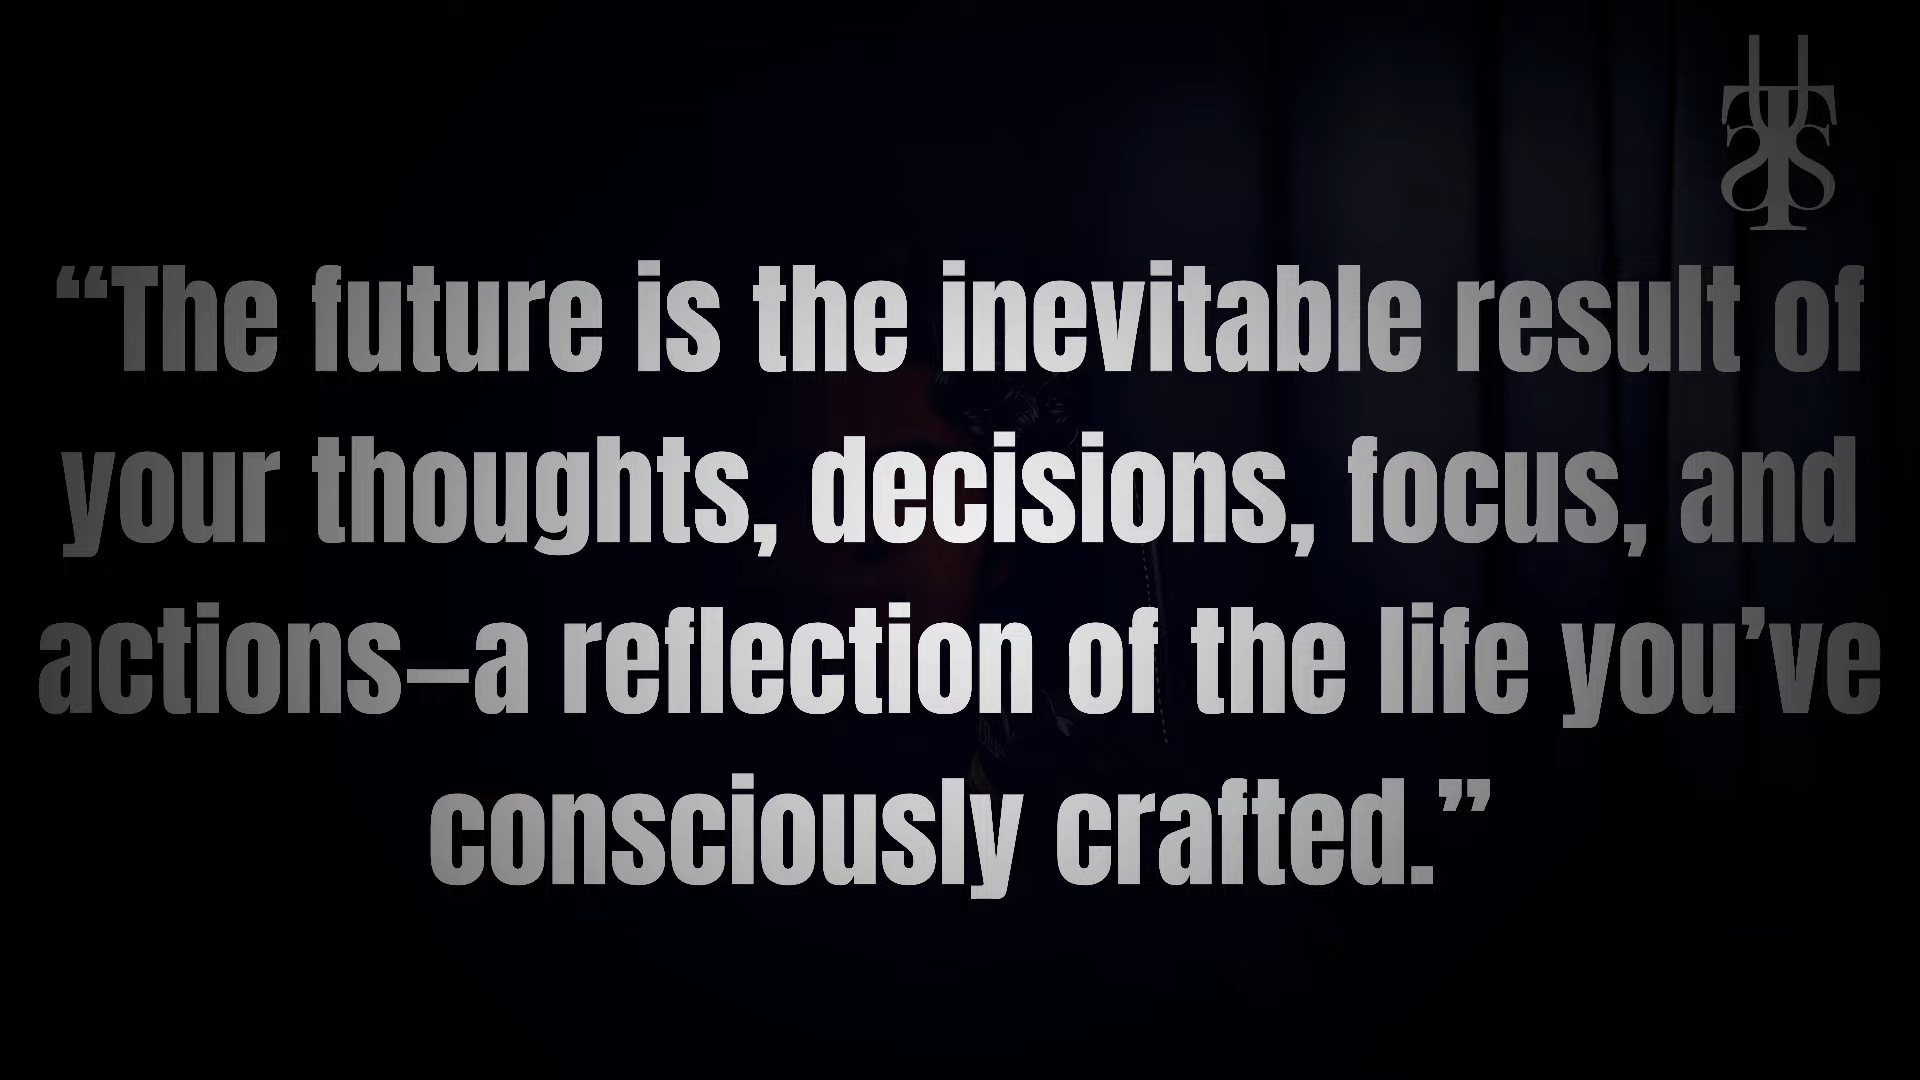 “The future is the inevitable result of
your thoughts, decisions, focus, and
actions—a reflection of the life you’ve
consciously crafted.”